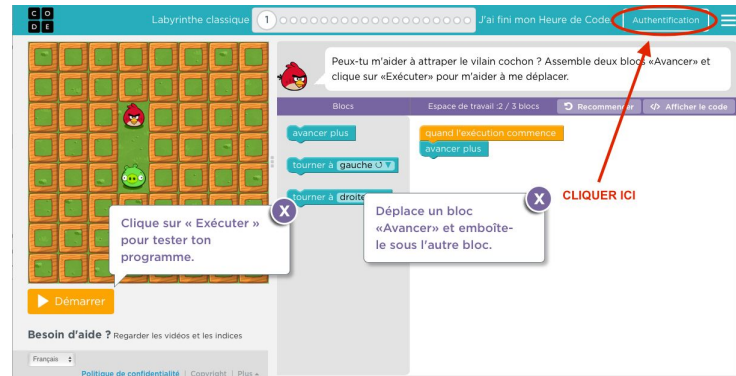 C O
D E
Labyrinthe classique 1 J'ai fini mon Heure de Code Authentification
Peux-tu m'aider à attraper le vilain cochon ? Assemble deux blocs «Avancer» et
clique sur «Exécuter» pour m'aider à me déplacer.
Blocs Espace de travail :2 / 3 blocs Recommencer </> Afficher le code
avancer plus
tourner à gauche
tourner à droite
quand l'exécution commence
avancer plus
CLIQUER ICI
X
Clique sur « Exécuter »
pour tester ton
programme.
X
Déplace un bloc
«Avancer» et emboîte-
le sous l'autre bloc.
Démarrer
Besoin d'aide ? Regarder les vidéos et les indices
Français
Politique de confidentialité | Copyright | Plus